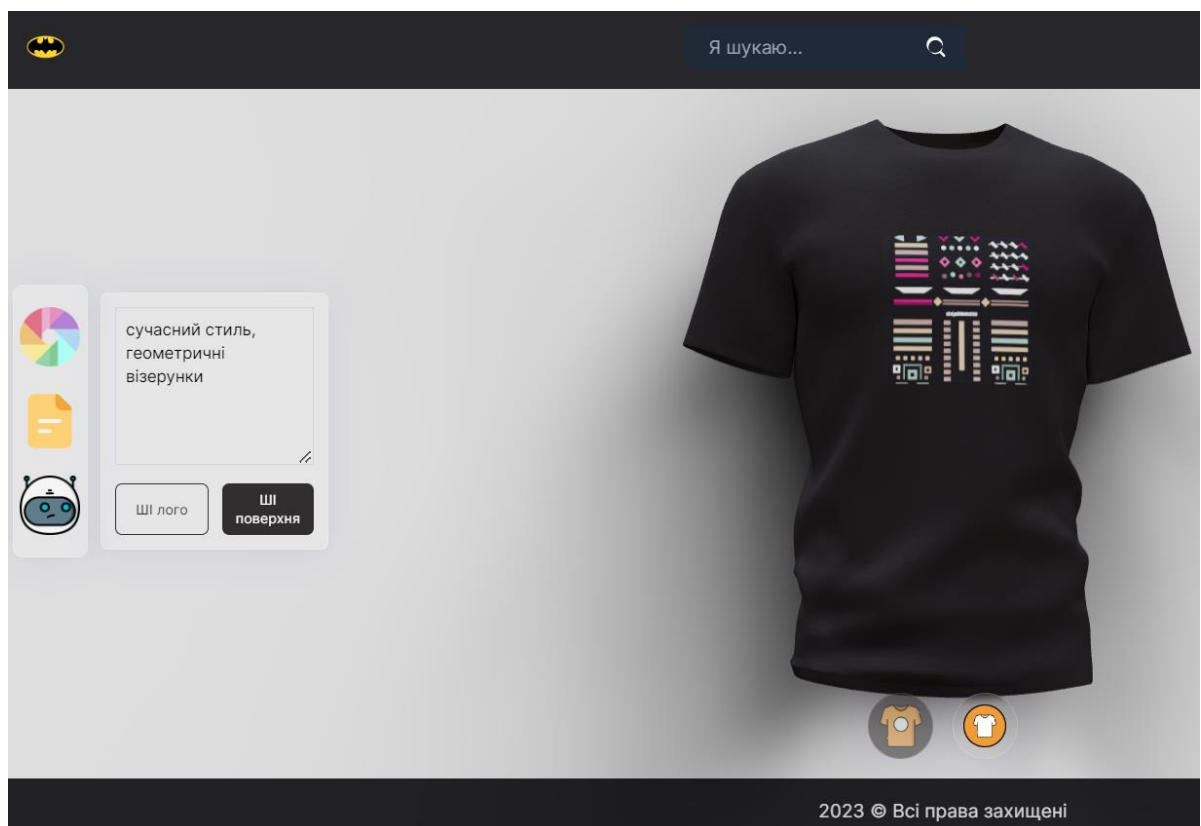 Я шукаю...
сучасний стиль,
геометричні
візерунки
ШІ лого
ШІ
поверхня
2023 © Всі права захищені